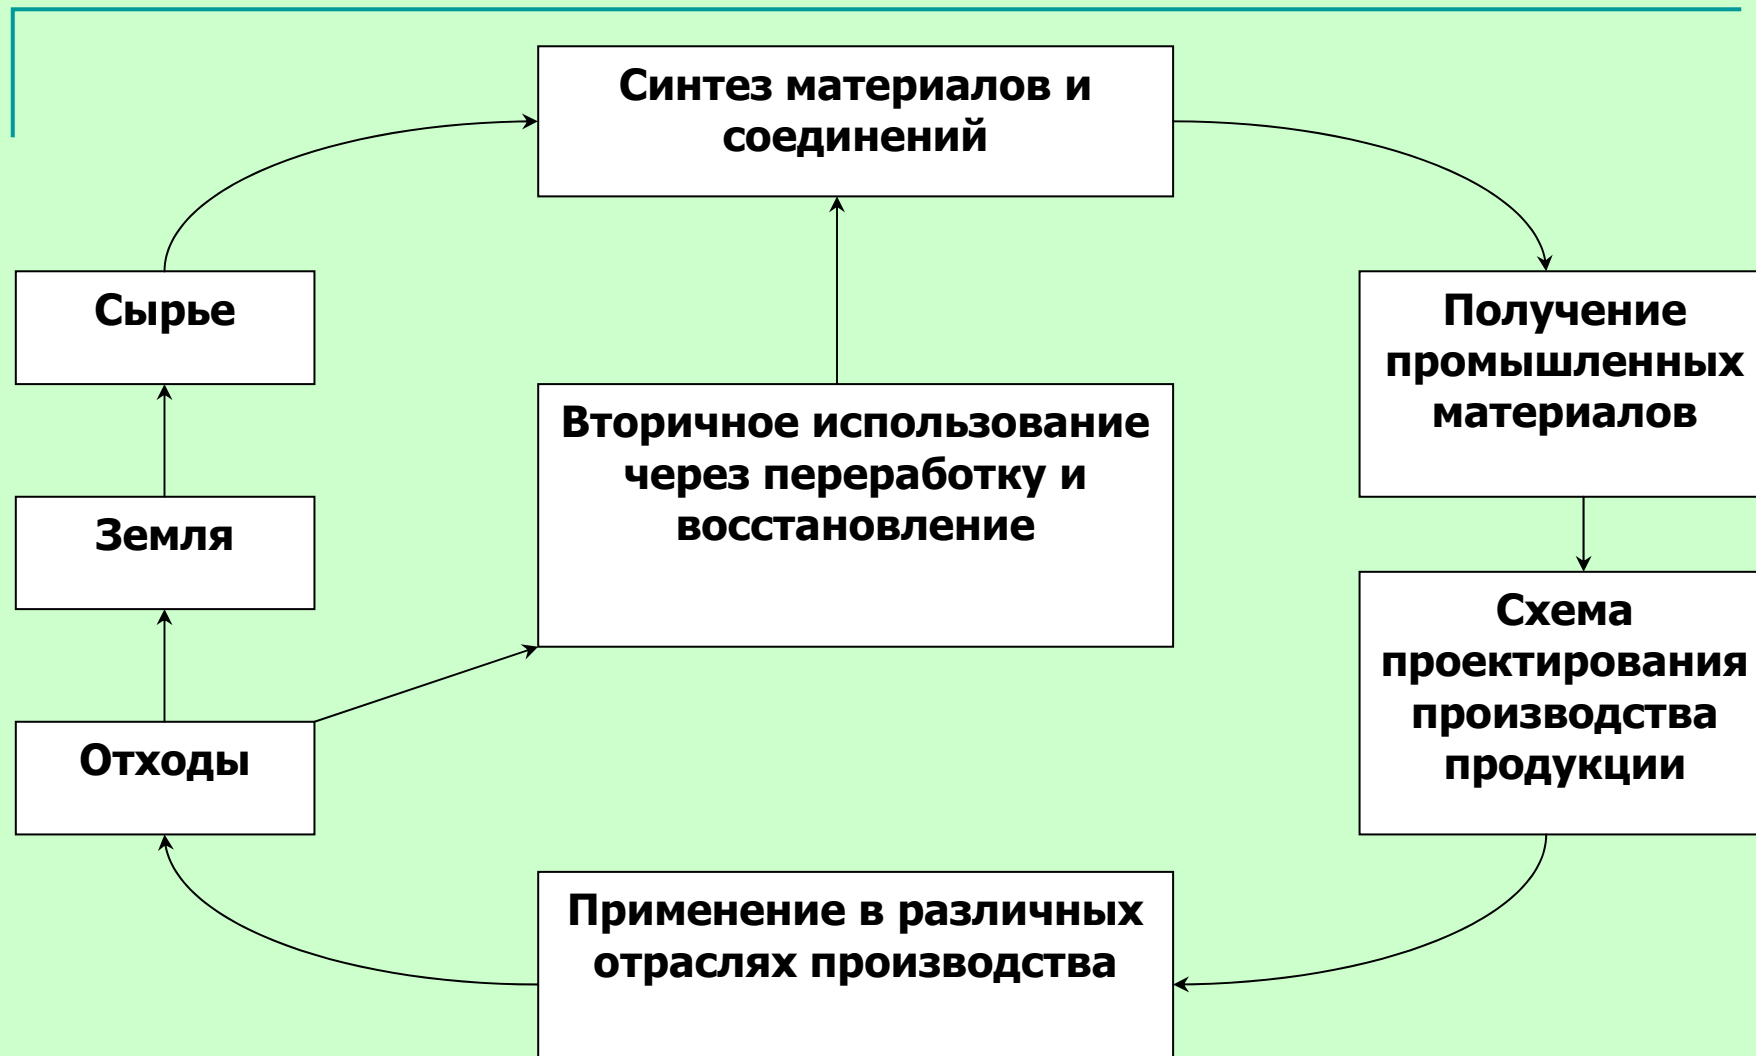 Синтез материалов и
соединений
Сырье
Получение
промышленных
материалов
Вторичное использование
через переработку и
восстановление
Земля
Схема
проектирования
производства
продукции
Отходы
Применение в различных
отраслях производства